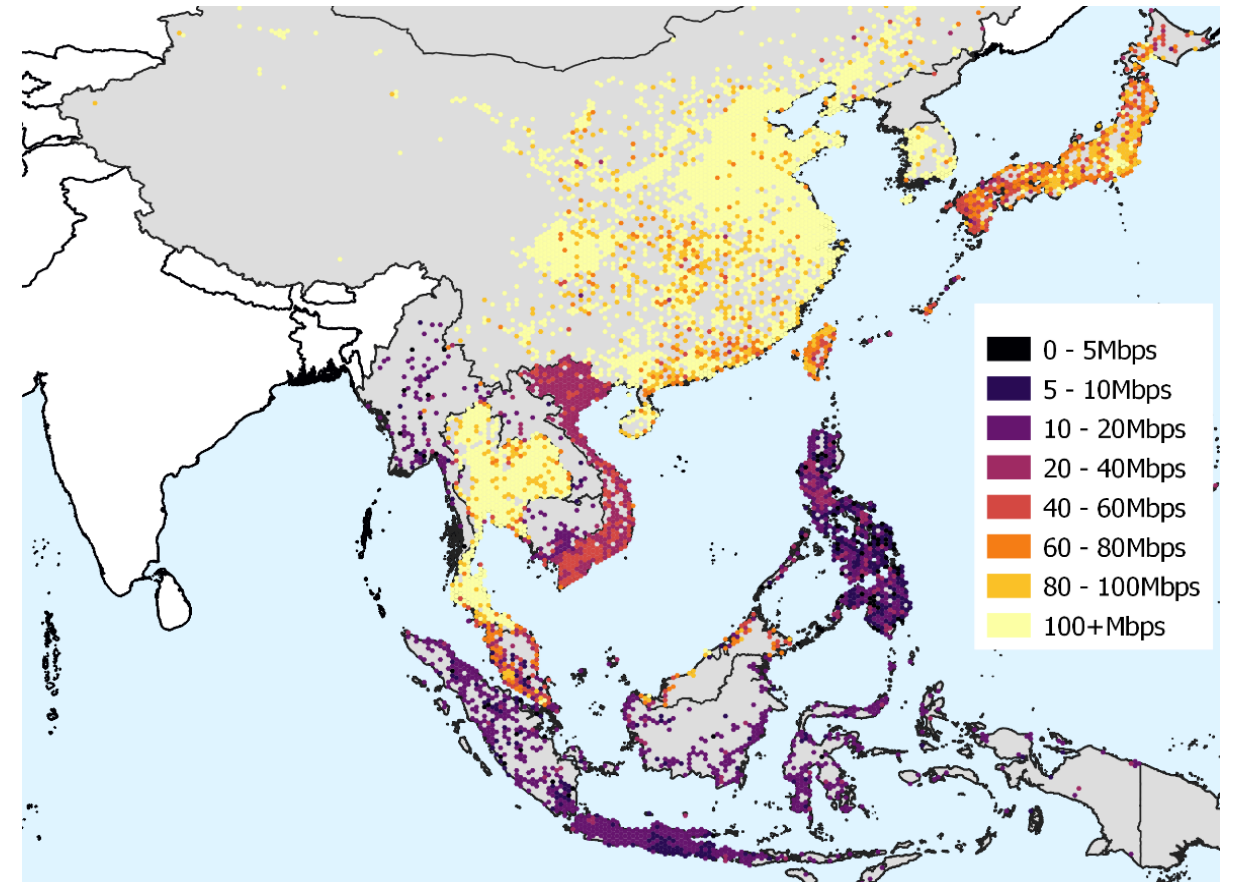 0 - 5Mbps
5 - 10Mbps
10 - 20Mbps
20 - 40Mbps
40 - 60Mbps
60 - 80Mbps
80 - 100Mbps
100+Mbps